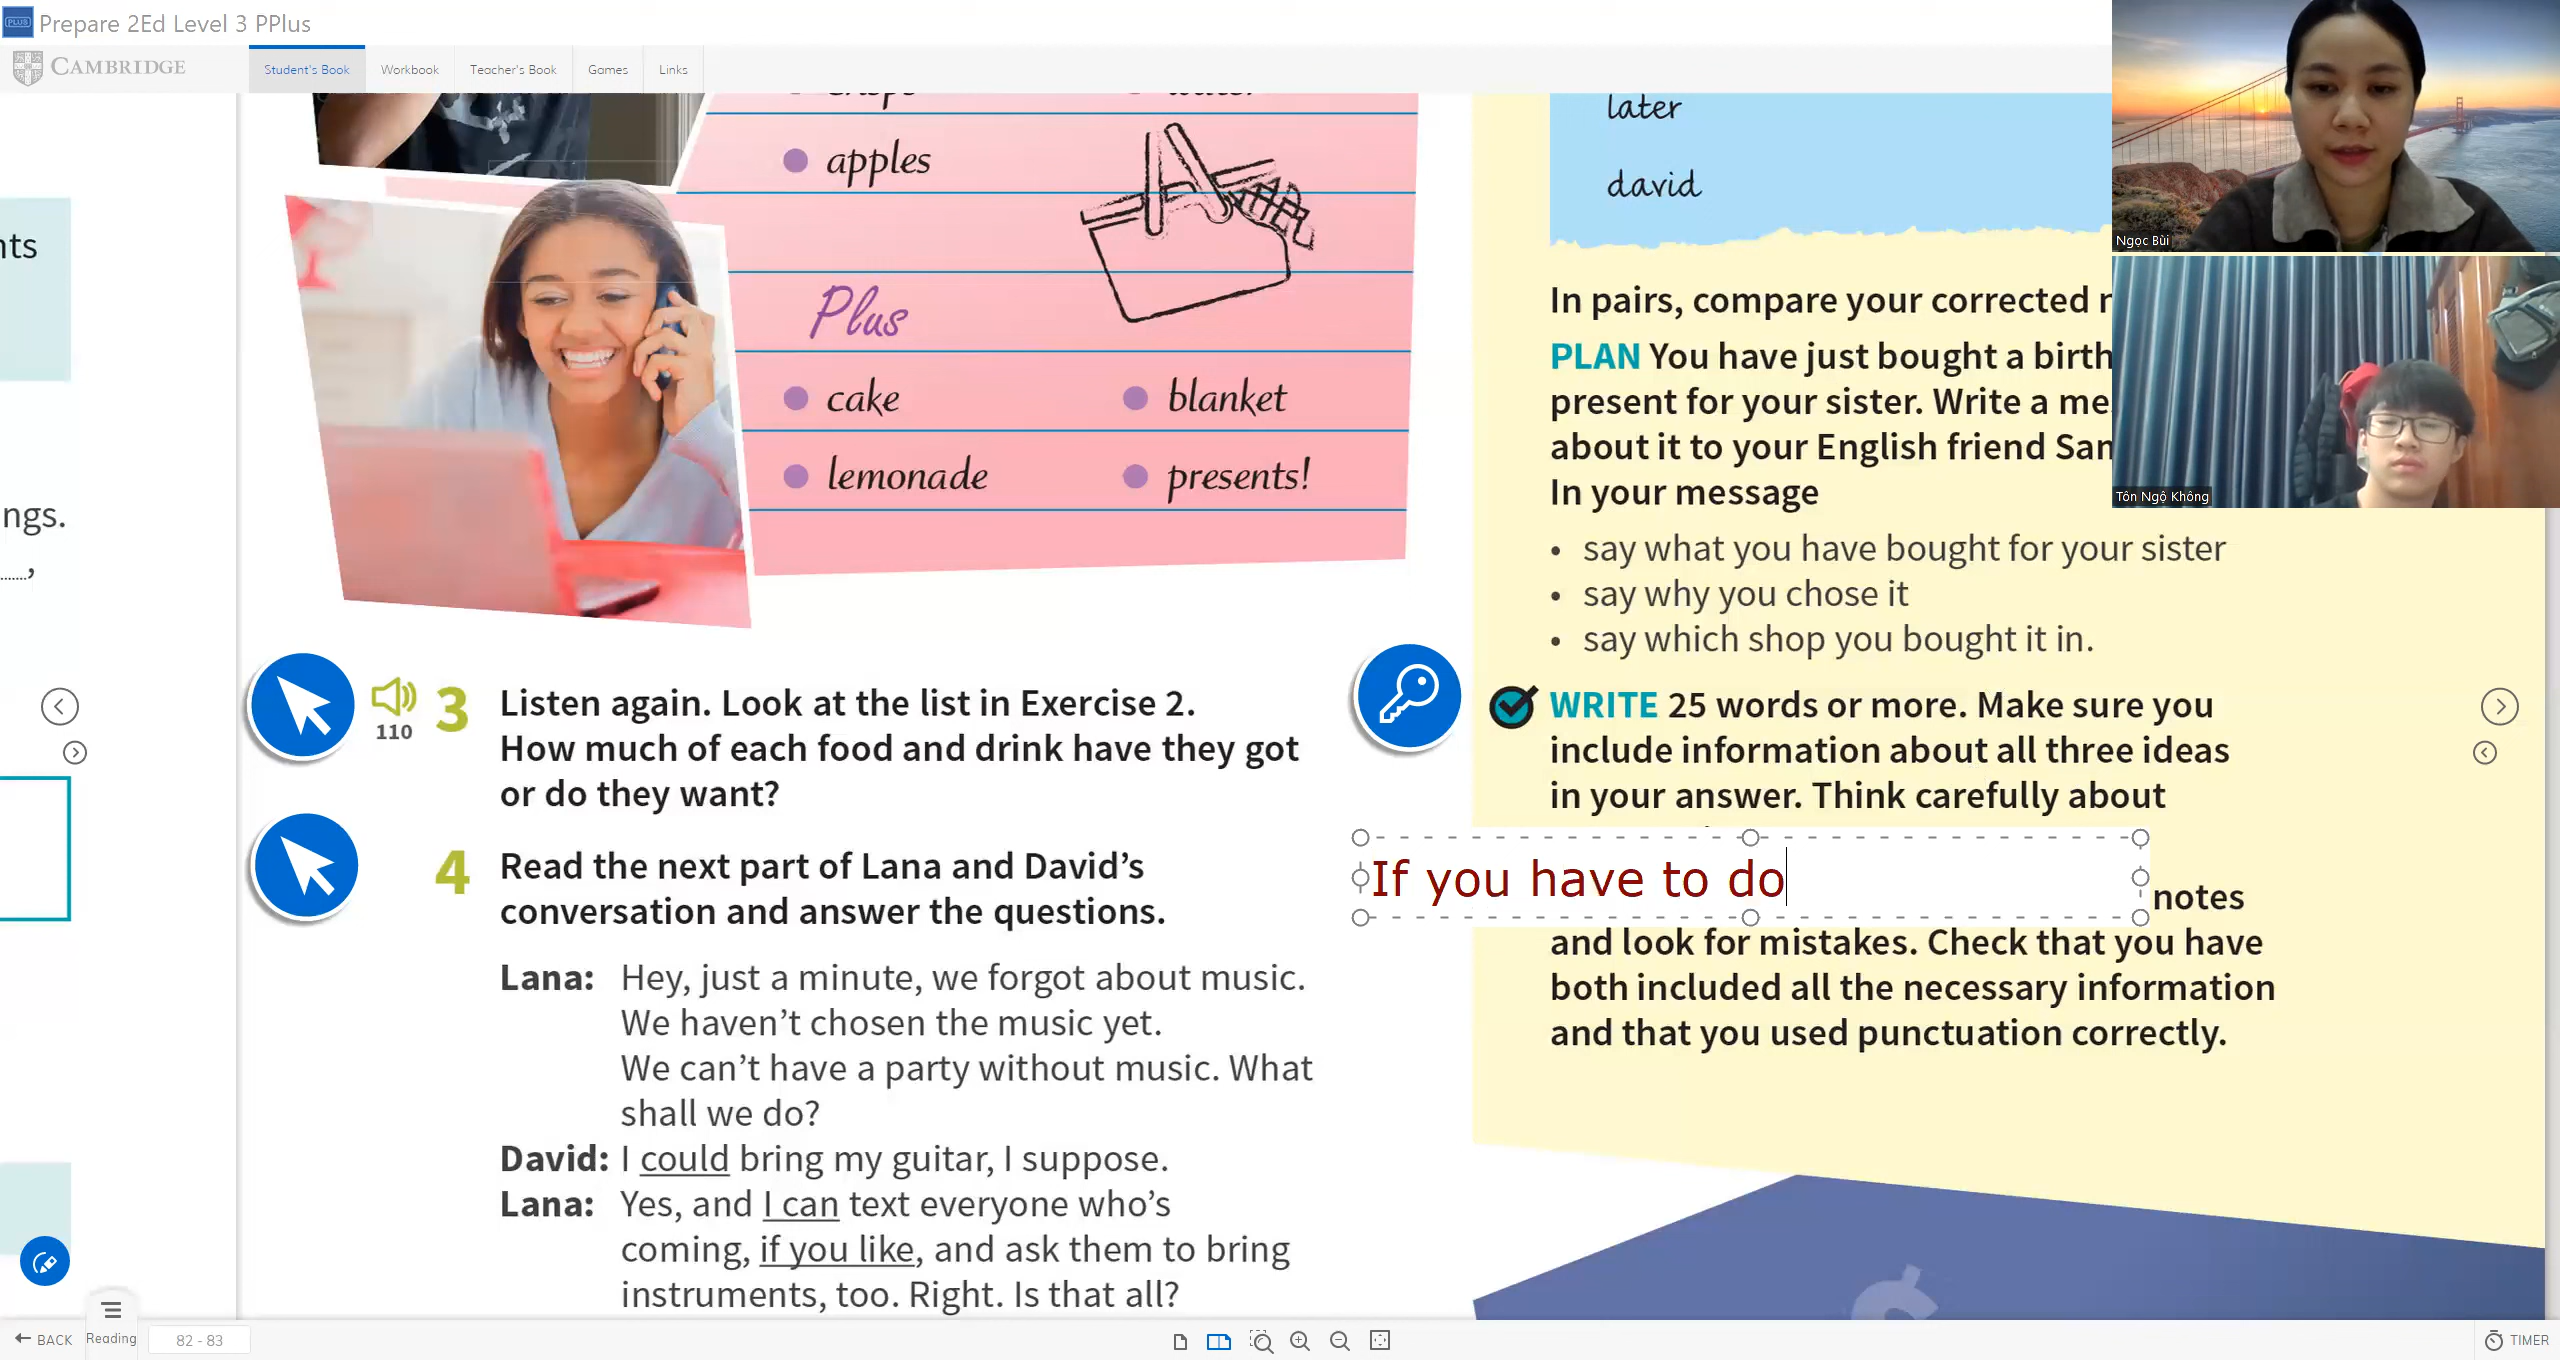 Prepare 2Ed Level 3 PPlus
CAMBRIDGE
Student's Book
Workbook
Teacher's Book
Games
Links
apples
Plus
cake
blanket
lemonade
presents!
later
david
In pairs, compare your corrected
PLAN You have just bought a birth
present for your sister. Write a
about it to your English friend
In your message
• say what you have bought for your sister
• say why you chose it
• say which shop you bought it in.
WRITE 25 words or more. Make sure you
include information about all three ideas
in your answer. Think carefully about
If you have to do
notes
and look for mistakes. Check that you have
both included all the necessary information
and that you used punctuation correctly.
110
3 Listen again. Look at the list in Exercise 2.
How much of each food and drink have they got
or do they want?
4 Read the next part of Lana and David's
conversation and answer the questions.
Lana: Hey, just a minute, we forgot about music.
We haven't chosen the music yet.
We can't have a party without music. What
shall we do?
David: I could bring my guitar, I suppose.
Lana: Yes, and I can text everyone who's
coming, if you like, and ask them to bring
instruments, too. Right. Is that all?
Ngọc Bùi
Tôn Ngộ Không
ngs.
BACK
Reading
82 - 83
TIMER